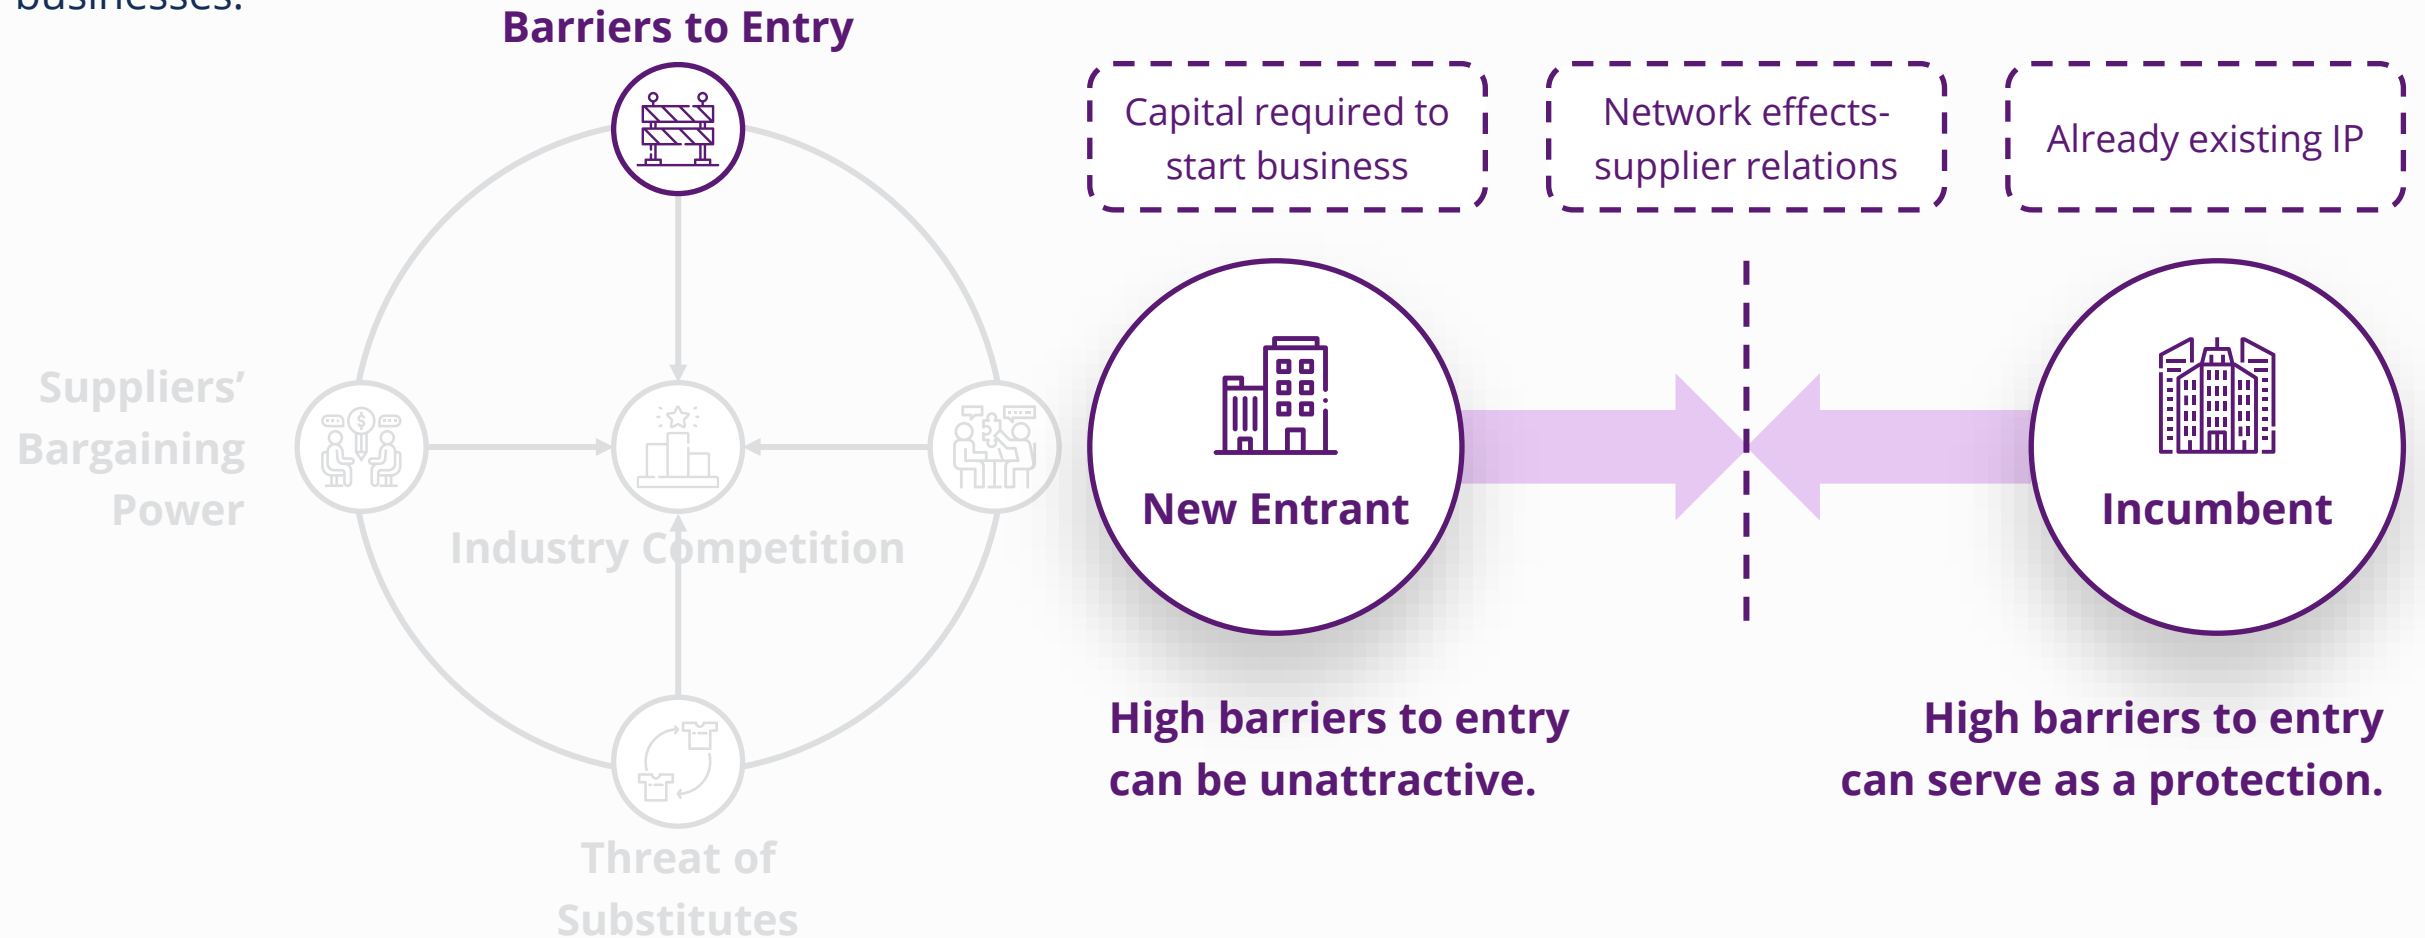 businesses.
Barriers to Entry
Capital required to
start business
Network effects-
supplier relations
Already existing IP
Suppliers’
Bargaining
Power
Industry Competition
Threat of
Substitutes
New Entrant
Incumbent
High barriers to entry
can be unattractive.
High barriers to entry
can serve as a protection.